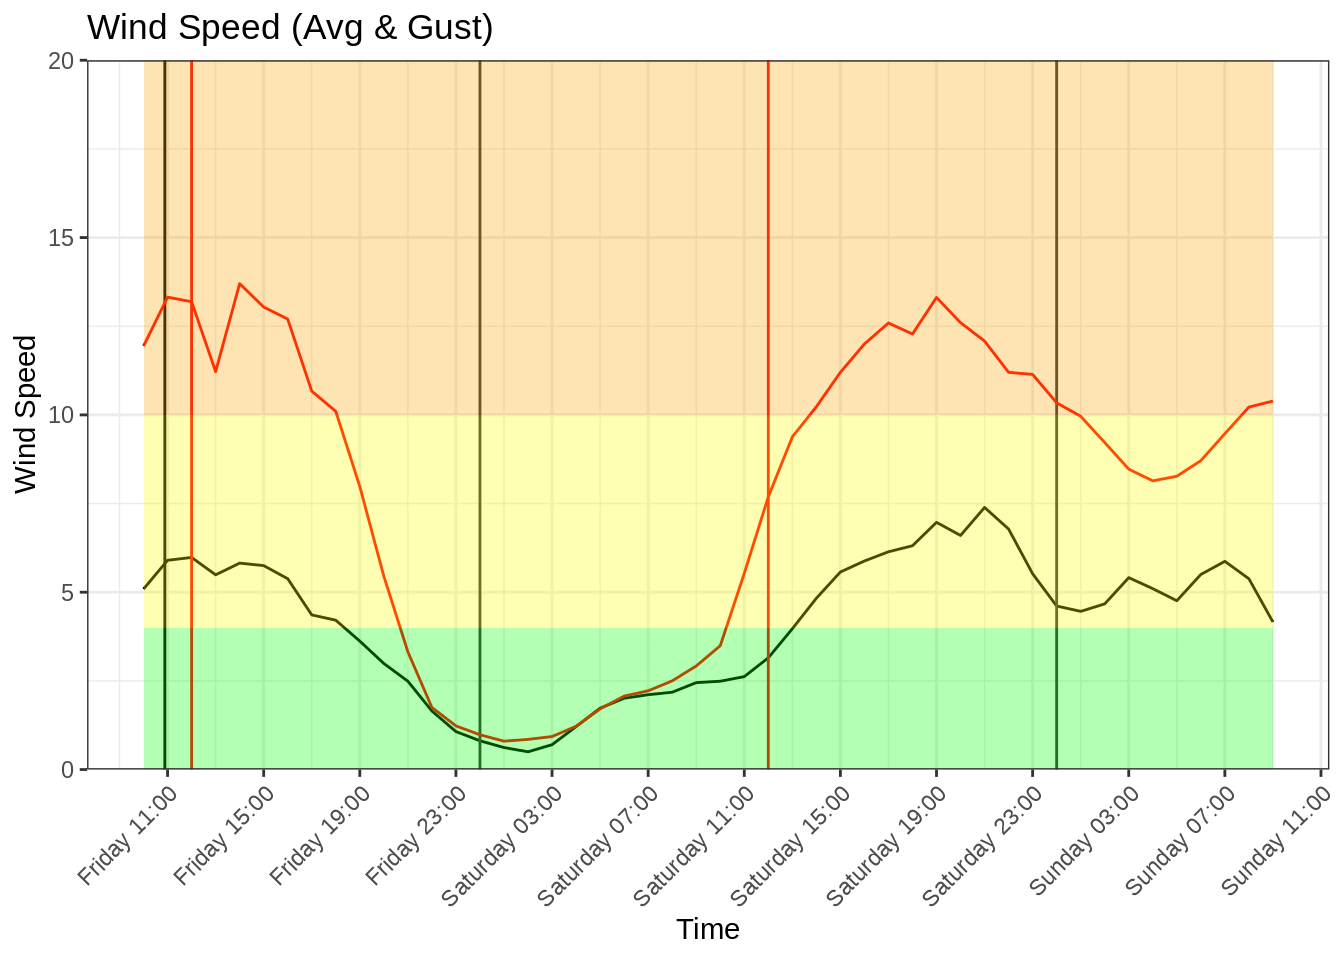 Wind Speed (Avg & Gust)
20
15
10
5
0
Wind Speed
Friday 11:00
Friday 15:00
Friday 19:00
Friday 23:00
Saturday 03:00
Saturday 07:00
Saturday 11:00
Saturday 15:00
Saturday 19:00
Saturday 23:00
Sunday 03:00
Sunday 07:00
Sunday 11:00
Time